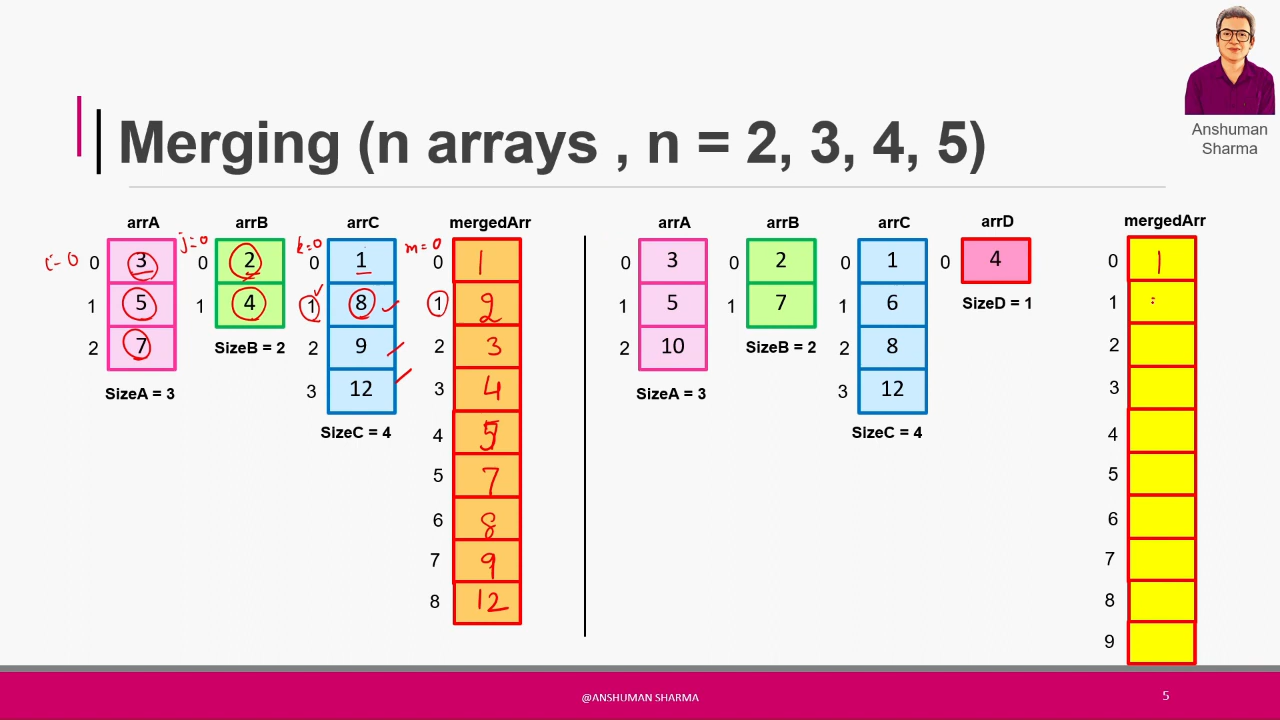 Anshuman
Sharma
Merging (n arrays , n = 2, 3, 4, 5)
arrA
i=0
0 3
1 5
2 7
SizeA = 3
arrB
j=0
0 2
1 4
SizeB = 2
arrC
k=0
0 1
1 8
2 9
3 12
SizeC = 4
mergedArr
m=0
0 1
1 2
2 3
3 4
4 5
5 7
6 8
7 9
8 12
arrA
0 3
1 5
2 10
SizeA = 3
arrB
0 2
1 7
SizeB = 2
arrC
0 1
1 6
2 8
3 12
SizeC = 4
arrD
0 4
SizeD = 1
mergedArr
0 1
1
2
3
4
5
6
7
8
9
@ANSHUMAN SHARMA
5